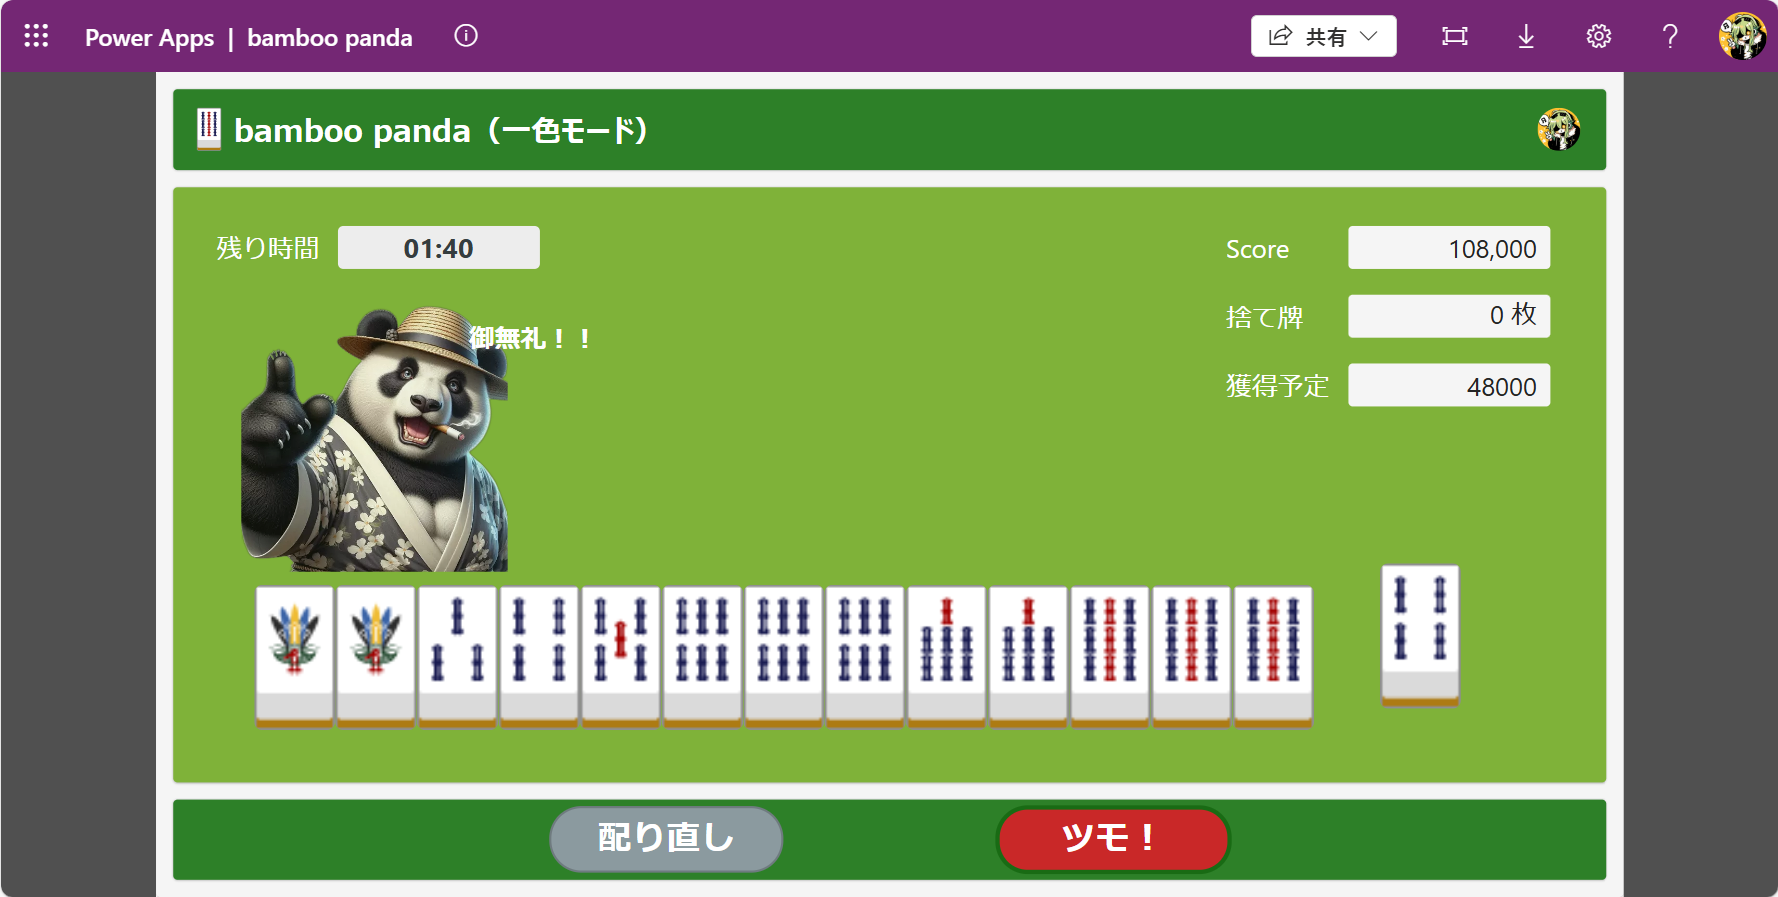 Power Apps | bamboo panda
共有
bamboo panda（一色モード）
残り時間 01:40
Score 108,000
御無礼！！
捨て牌 0 枚
獲得予定 48000
配り直し ツモ！